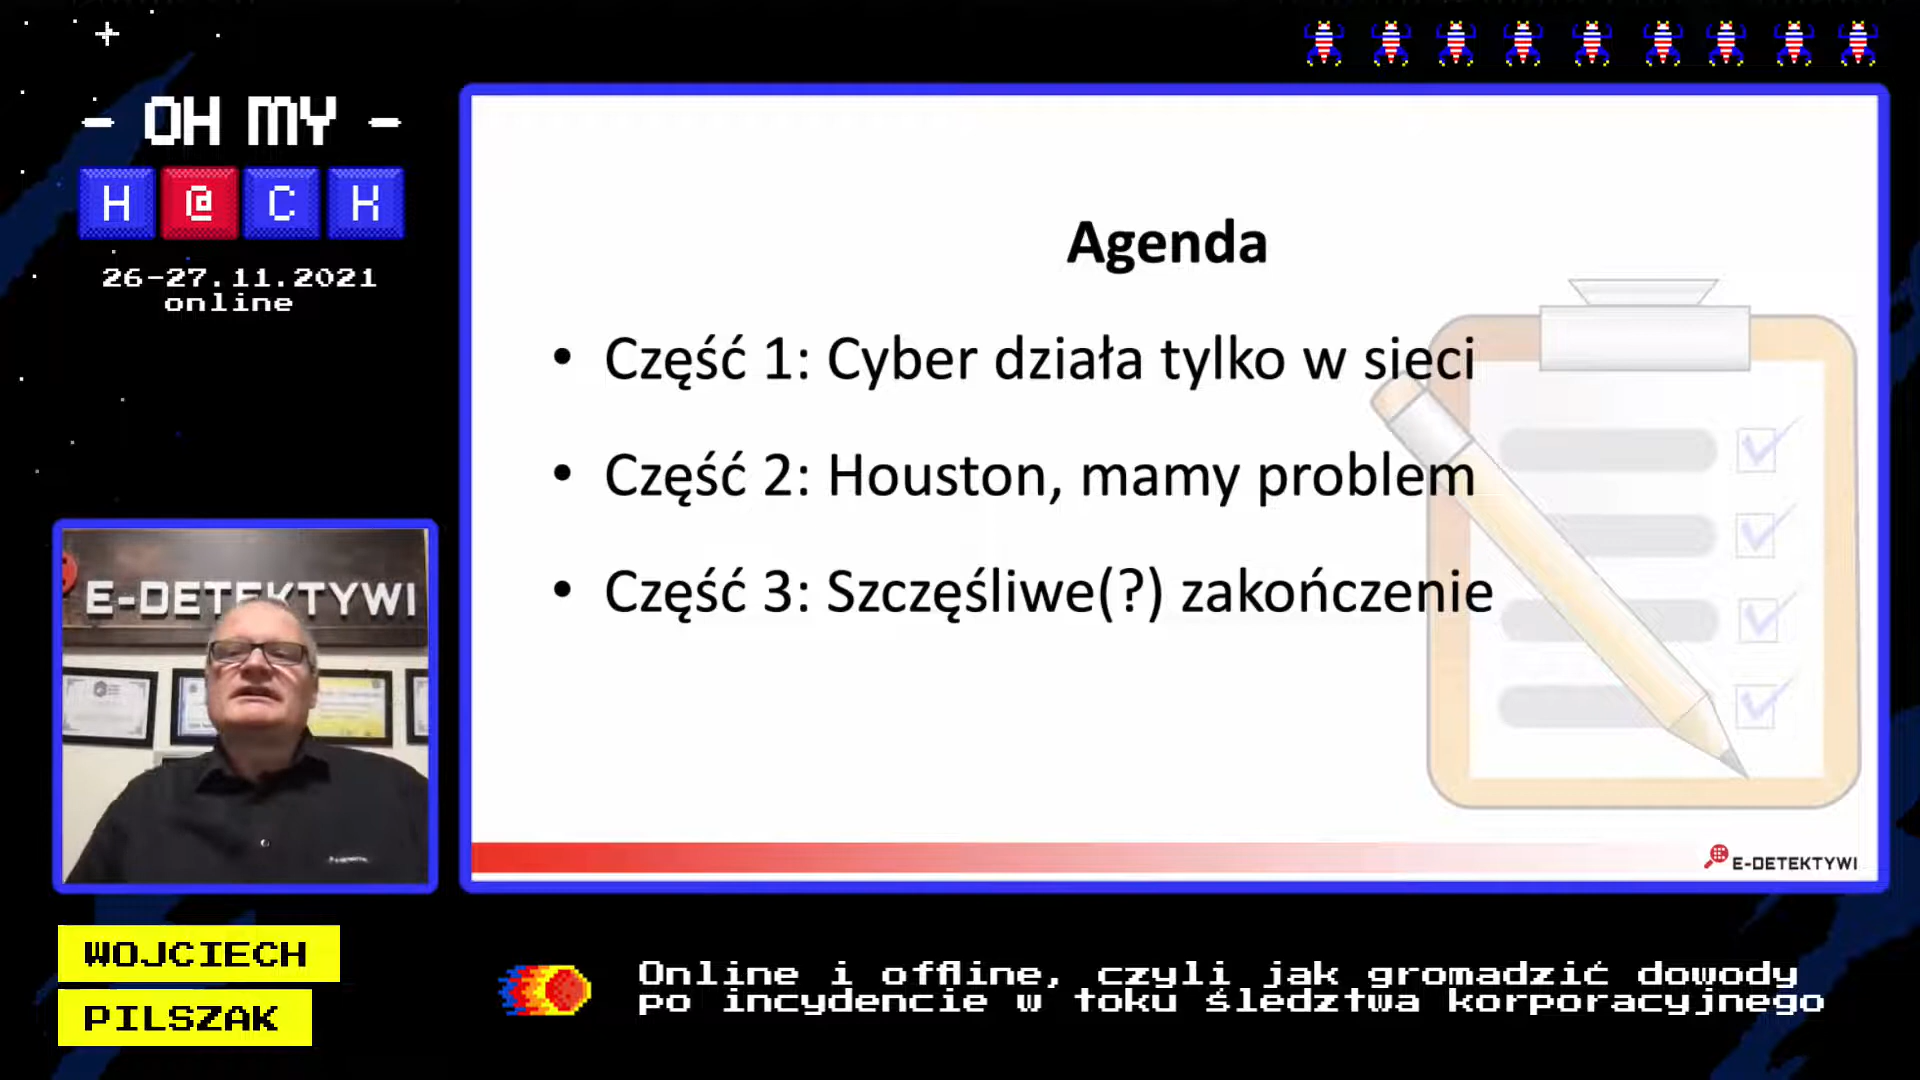 - OH MY -
H@CK
26-27.11.2021
online
Agenda
• Część 1: Cyber działa tylko w sieci
• Część 2: Houston, mamy problem
• Część 3: Szczęśliwe(?) zakończenie
E-DETEKTYWI
E-DETEKTYWI
WOJCIECH
PILSZAK
Online i offline, czyli jak gromadzić dowody
po incydencie w toku śledztwa korporacyjnego